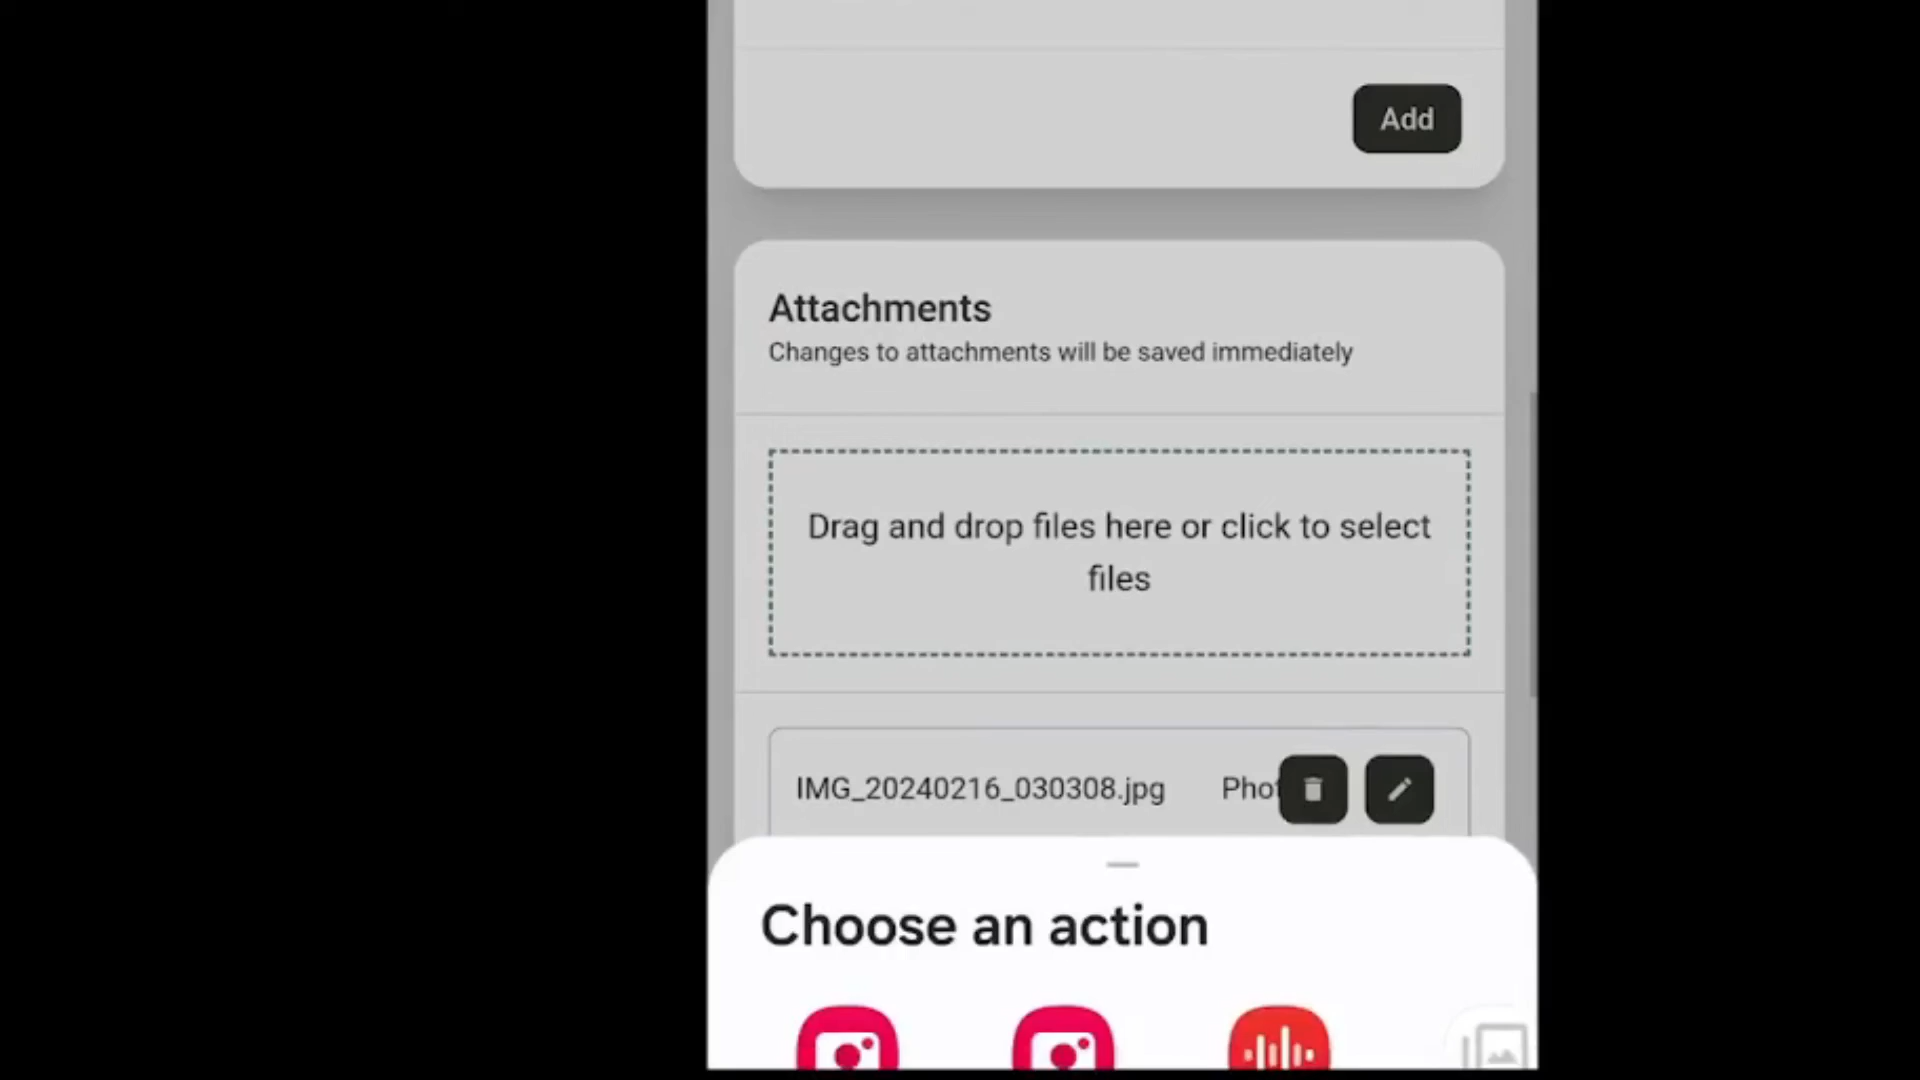 Add
Attachments
Changes to attachments will be saved immediately
Drag and drop files here or click to select
files
IMG_20240216_030308.jpg
Choose an action